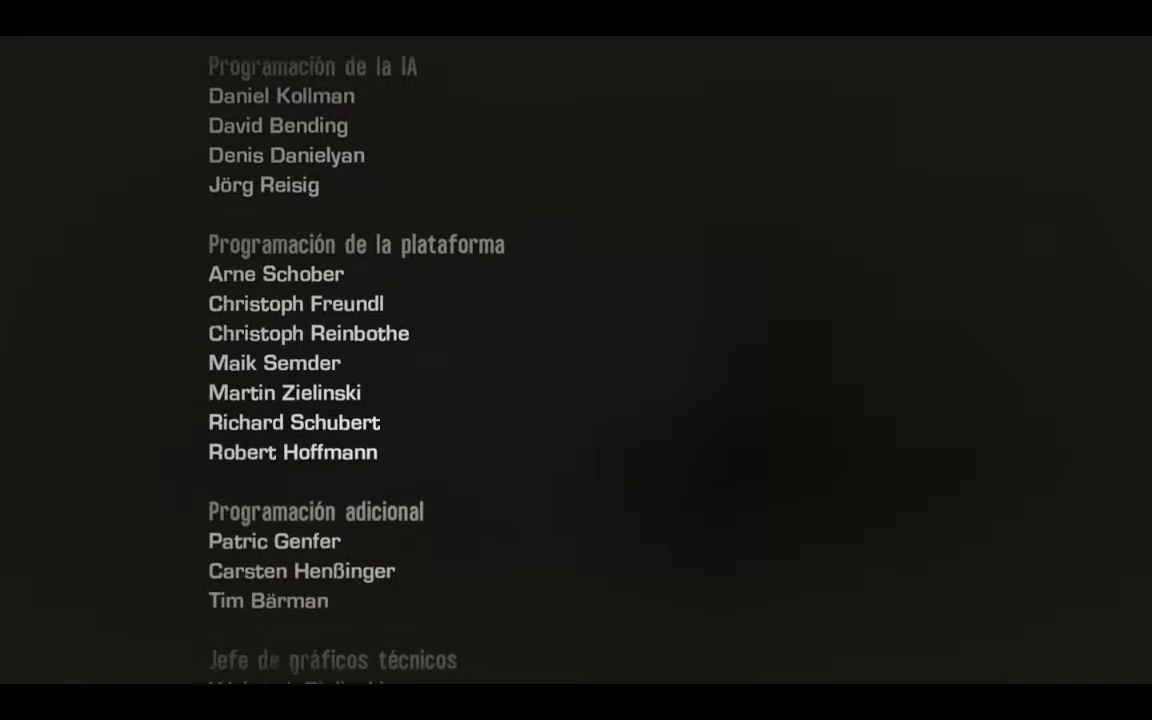 Programación de la IA
Daniel Kollman
David Bending
Denis Danielyan
Jörg Reisig
Programación de la plataforma
Arne Schober
Christoph Freundl
Christoph Reinbothe
Maik Semder
Martin Zielinski
Richard Schubert
Robert Hoffmann
Programación adicional
Patric Genfer
Carsten Henßinger
Tim Bärman
Jefe de gráficos técnicos